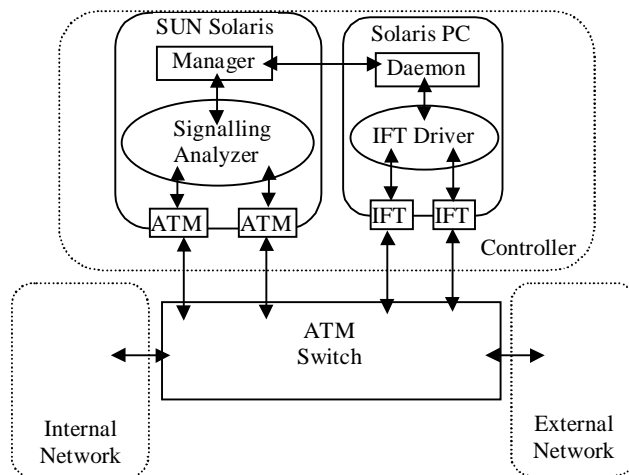 SUN Solaris
Solaris PC
Manager
Daemon
Signalling
Analyzer
IFT Driver
ATM
ATM
IFT
IFT
Controller
ATM
Switch
Internal
Network
External
Network